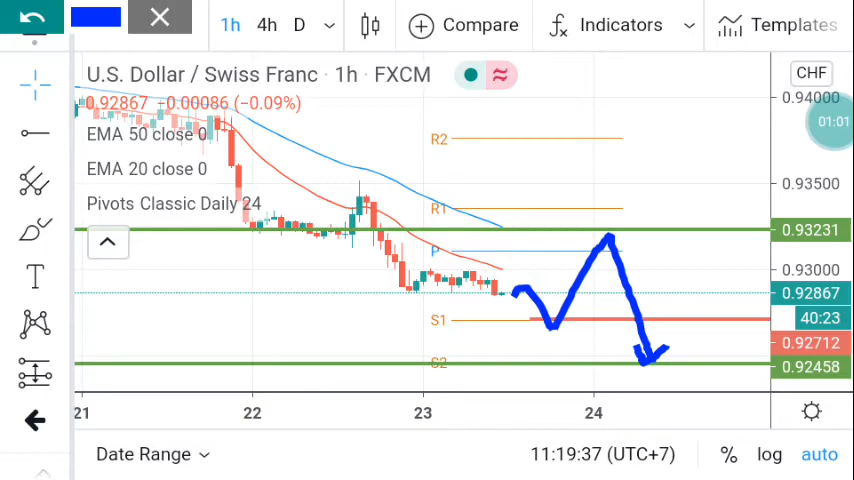 1h 4h D Compare Indicators Templates
U.S. Dollar / Swiss Franc · 1h · FXCM
CHF
0.92867 −0.00086 (−0.09%)
0.94000
01:01
EMA 50 close 0
EMA 20 close 0
Pivots Classic Daily 24
R2
0.93500
R1
0.93231
P
0.93000
0.92867
40:23
S1
0.92712
S2
0.92458
21 22 23 24
Date Range 11:19:37 (UTC+7) % log auto
T